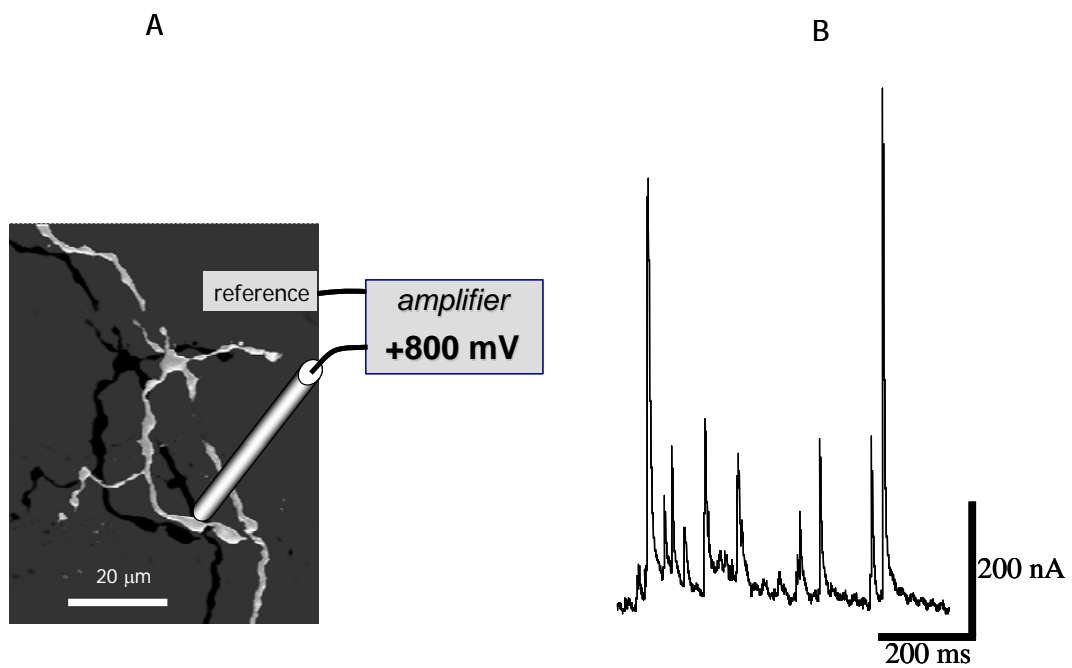 A
B
reference
amplifier
+800 mV
20 μm
200 nA
200 ms